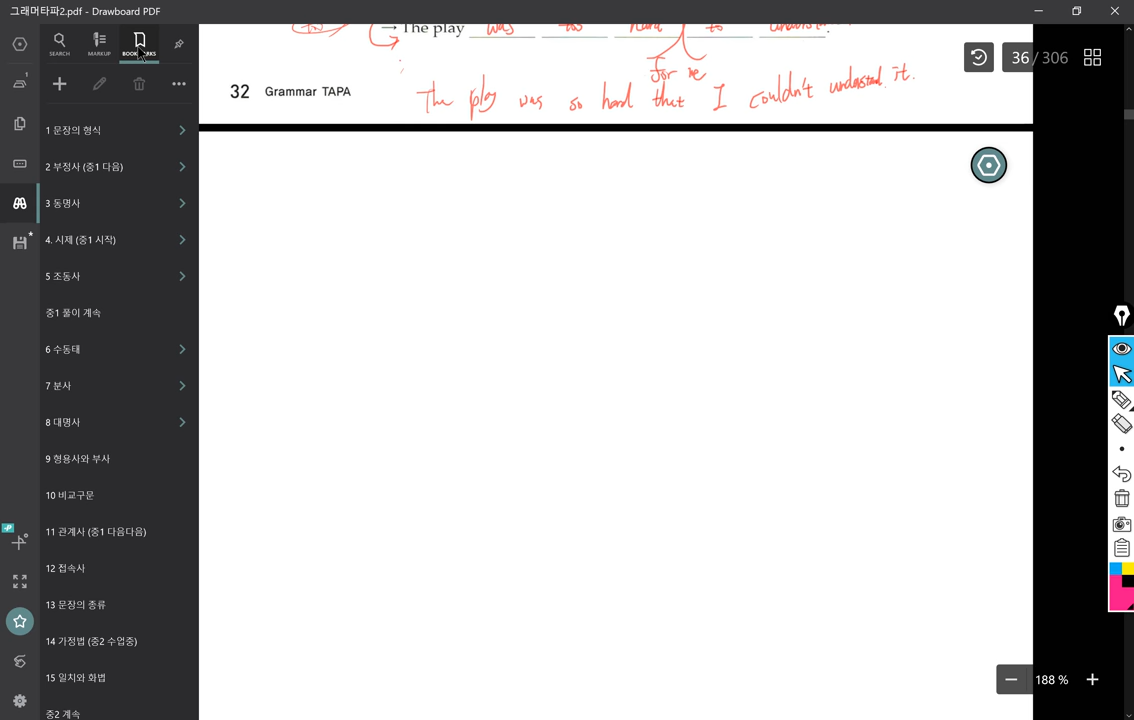 그래머타파2.pdf - Drawboard PDF
SEARCH
MARKUP
36 / 306
1 문장의 형식
2 부정사 (중1 다음)
3 동명사
4. 시제 (중1 시작)
5 조동사
중1 풀이 계속
6 수동태
7 분사
8 대명사
9 형용사와 부사
10 비교구문
11 관계사 (중1 다음다음)
12 접속사
13 문장의 종류
14 가정법 (중2 수업중)
15 일치와 화법
중2 계속
→ The play was too hard to
for me
32 Grammar TAPA
The play was so hard that I couldn't understand it.
188 %